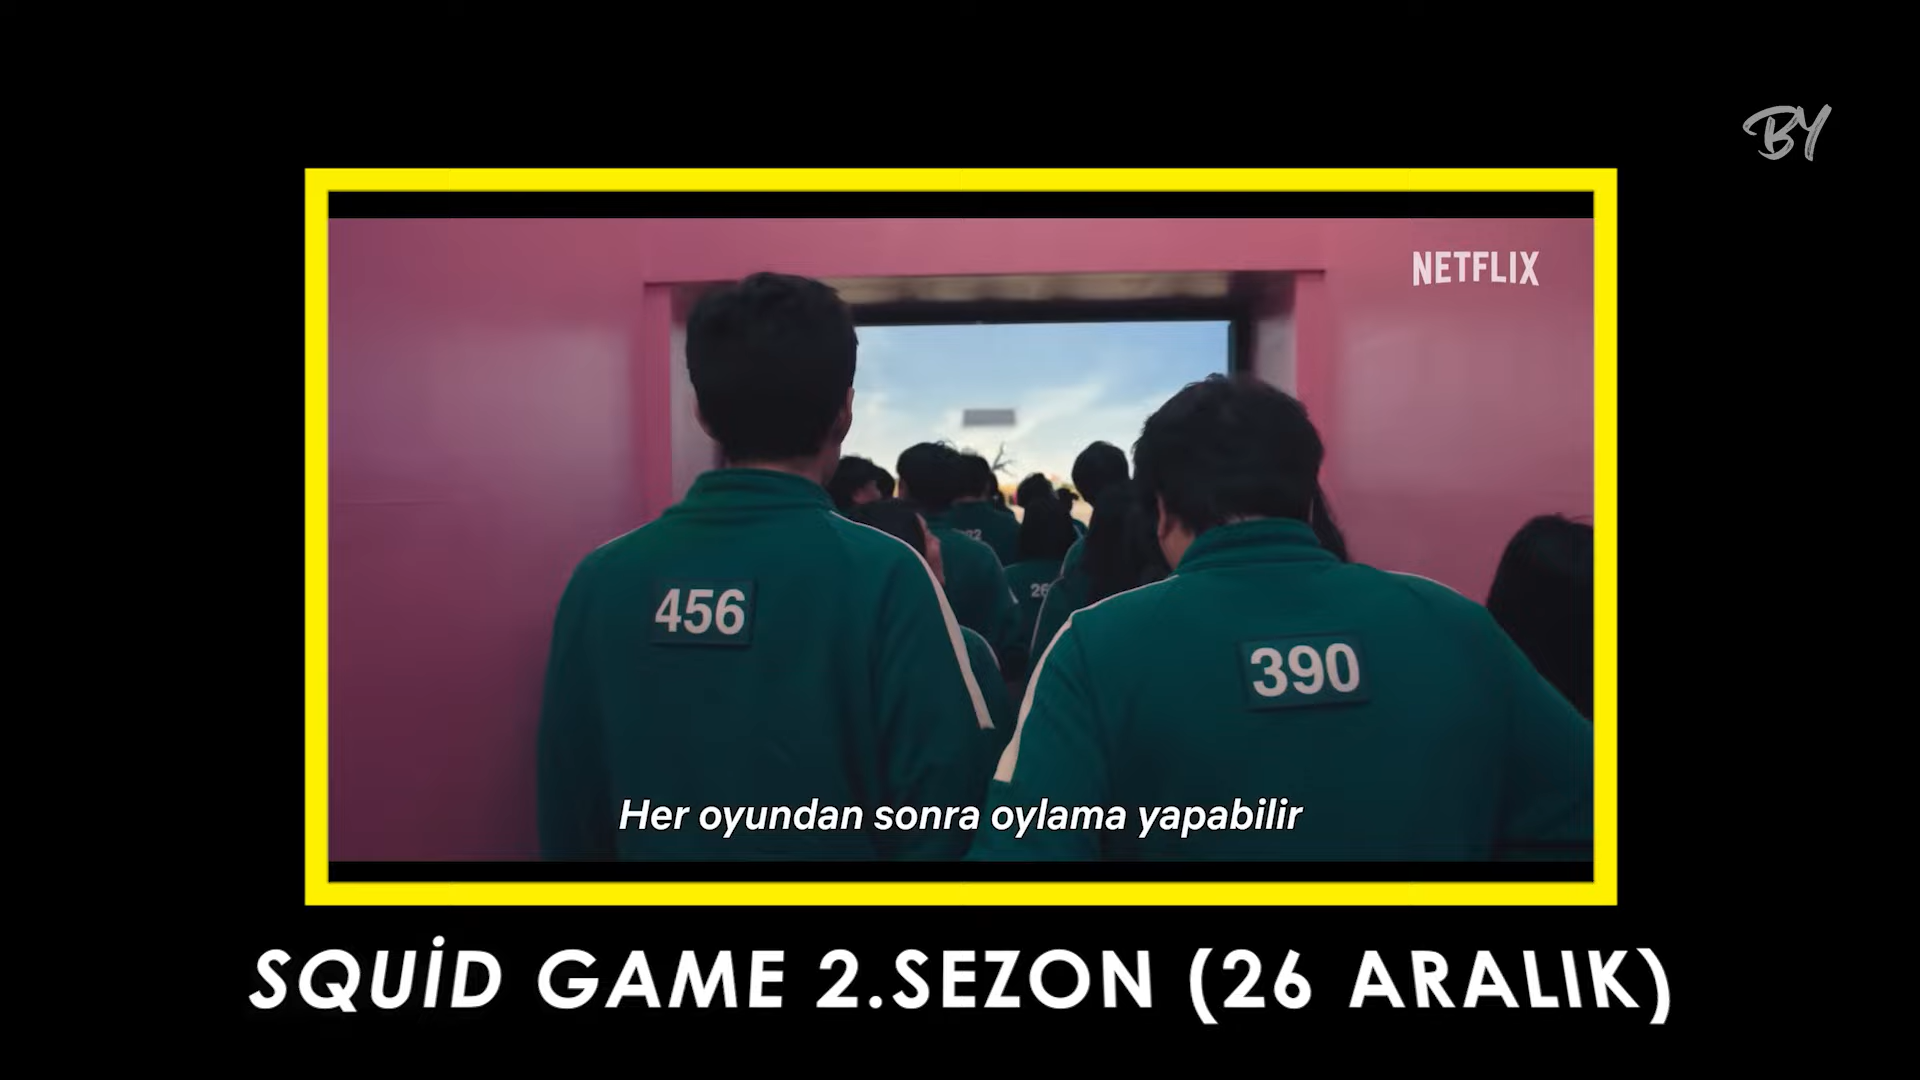 BY
NETFLIX
456
390
Her oyundan sonra oylama yapabilir
SQUİD GAME 2.SEZON (26 ARALIK)